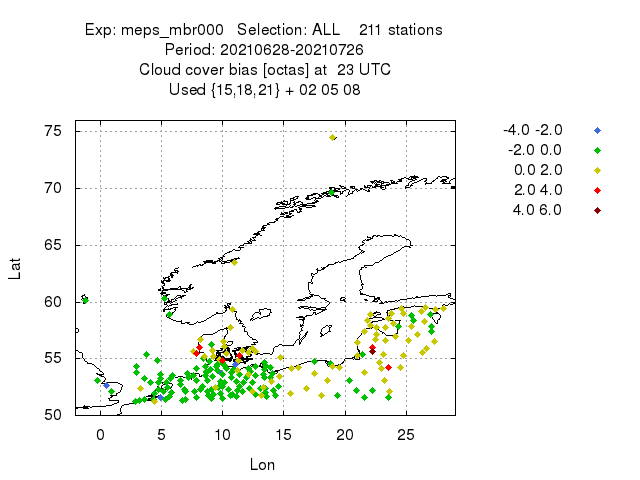 Exp: meps_mbr000 Selection: ALL 211 stations
Period: 20210628-20210726
Cloud cover bias [octas] at 23 UTC
Used {15,18,21} + 02 05 08
75
70
65
60
55
50
0 5 10 15 20 25
Lat
Lon
-4.0 -2.0
-2.0 0.0
0.0 2.0
2.0 4.0
4.0 6.0